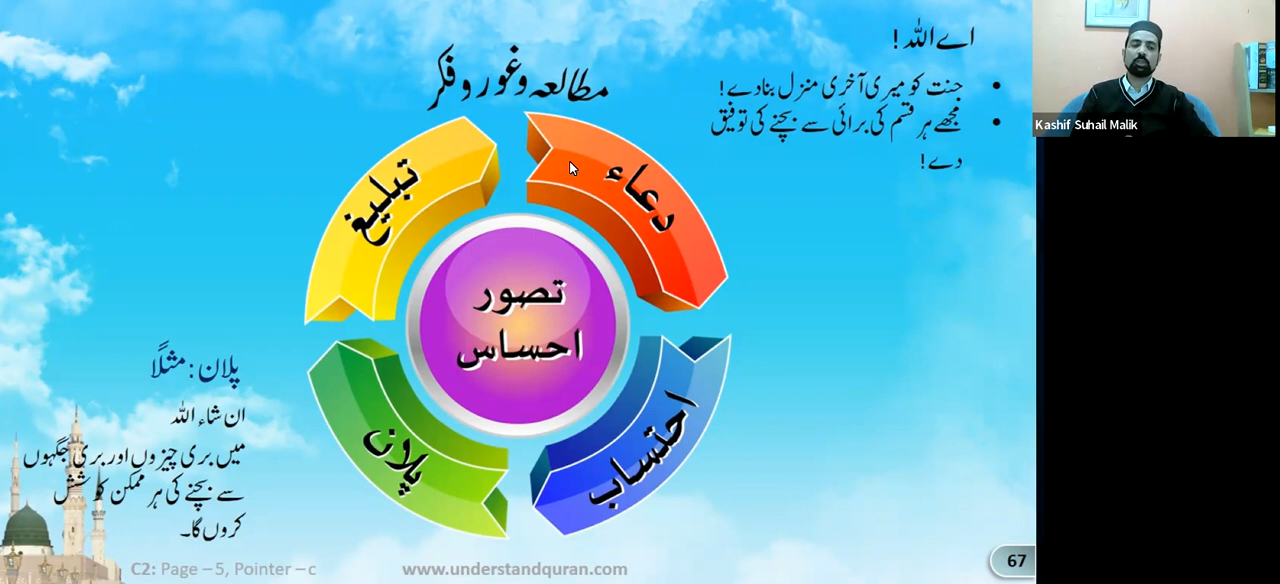 اے اللہ !
• جنت کو میری آخری منزل بنادے !
• مجھے ہر قسم کی برائی سے بچنے کی توفیق
دے !
Kashif Suhail Malik
مطالعہ و غور و فکر
تبلیغ
دعاء
تصور
احساس
پلان
احتساب
پلان : مثلاً
ان شاء اللہ
میں بری چیزوں اور بری جگہوں
سے بچنے کی ہر ممکن کوشش
کروں گا۔
C2: Page – 5, Pointer – c
www.understandquran.com
67